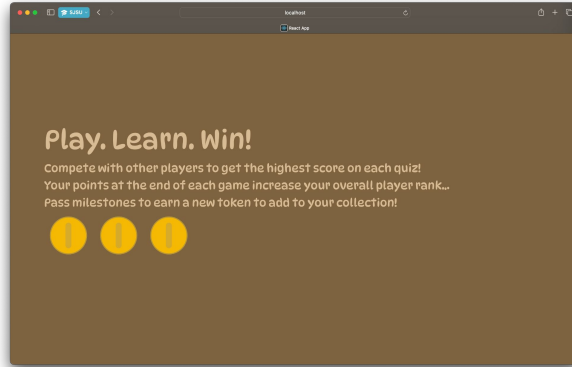 SJSU
localhost
React App
Play. Learn. Win!
Compete with other players to get the highest score on each quiz!
Your points at the end of each game increase your overall player rank...
Pass milestones to earn a new token to add to your collection!